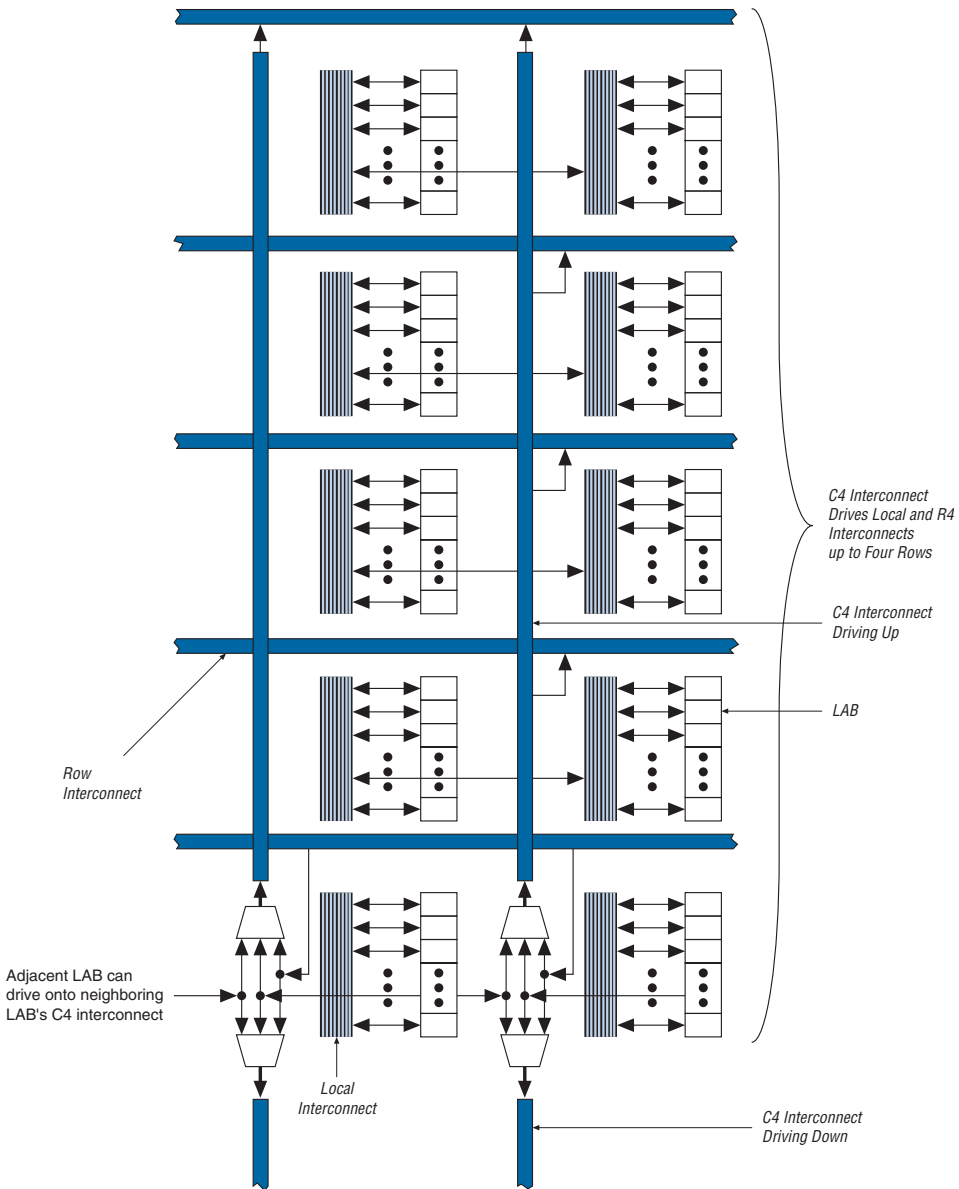 C4 Interconnect
Drives Local and R4
Interconnects
up to Four Rows
C4 Interconnect
Driving Up
LAB
Row
Interconnect
Adjacent LAB can
drive onto neighboring
LAB's C4 interconnect
Local
Interconnect
C4 Interconnect
Driving Down